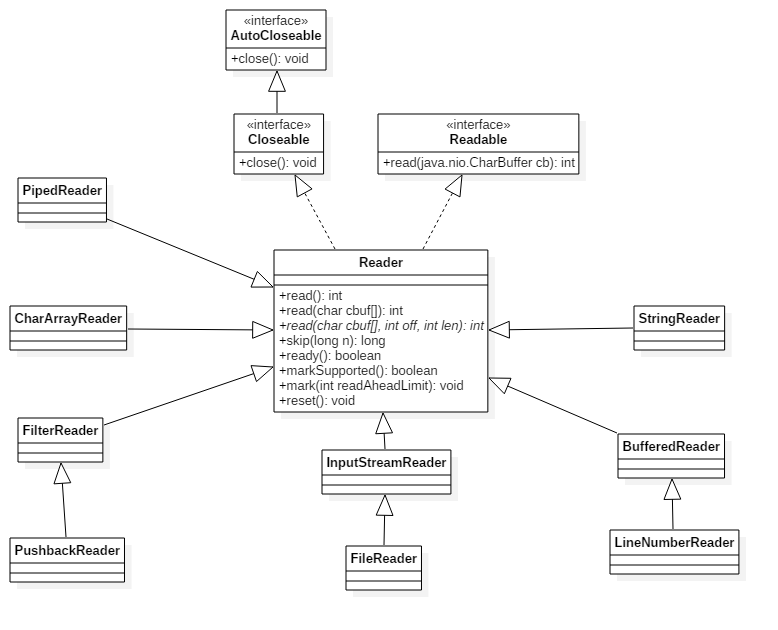 «interface»
AutoCloseable
+close(): void
«interface»
Closeable
+close(): void
«interface»
Readable
+read(java.nio.CharBuffer cb): int
PipedReader
Reader
+read(): int
+read(char cbuf[]): int
+read(char cbuf[], int off, int len): int
+skip(long n): long
+ready(): boolean
+markSupported(): boolean
+mark(int readAheadLimit): void
+reset(): void
CharArrayReader
StringReader
FilterReader
InputStreamReader
BufferedReader
PushbackReader
FileReader
LineNumberReader